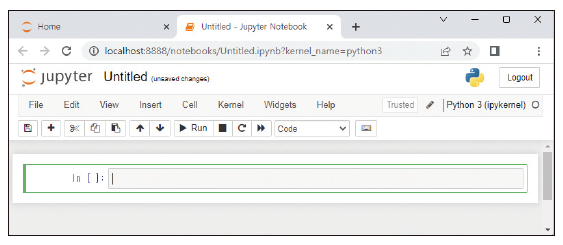 Home
Untitled - Jupyter Notebook
localhost:8888/notebooks/Untitled.ipynb?kernel_name=python3
jupyter Untitled (unsaved changes) Logout
File Edit View Insert Cell Kernel Widgets Help Trusted Python 3 (ipykernel)
Run Code
In [ ]: